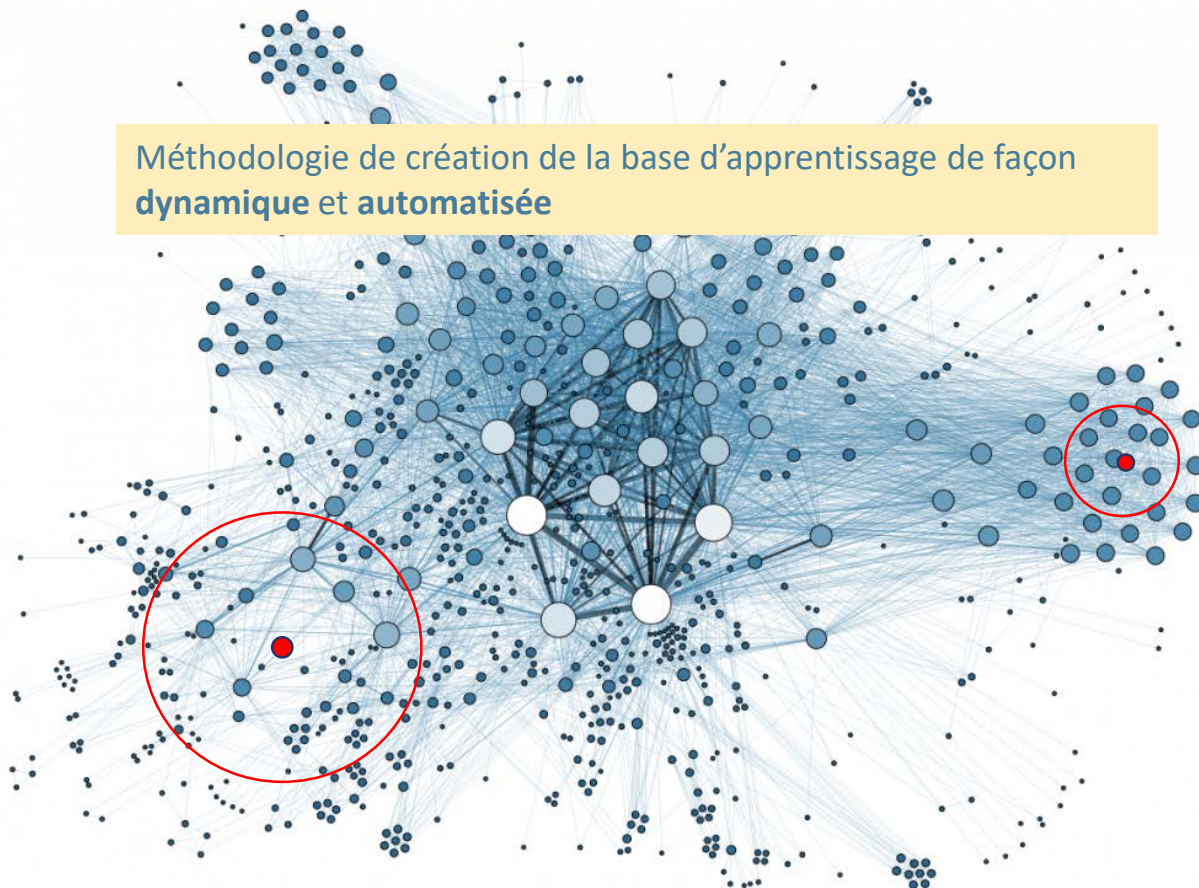 Méthodologie de création de la base d’apprentissage de façon
dynamique et automatisée